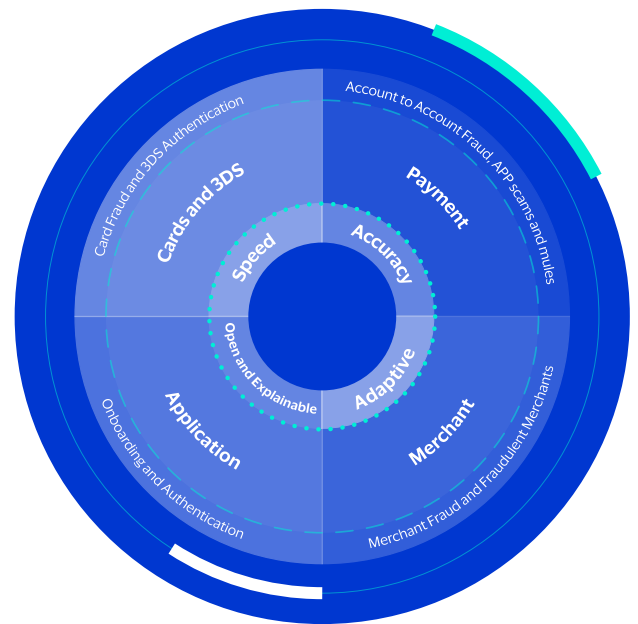 Card Fraud and 3DS Authentication
Account to Account Fraud, APP scams and mules
Cards and 3DS
Payment
Speed
Accuracy
Open and Explainable
Adaptive
Application
Merchant
Onboarding and Authentication
Merchant Fraud and Fraudulent Merchants